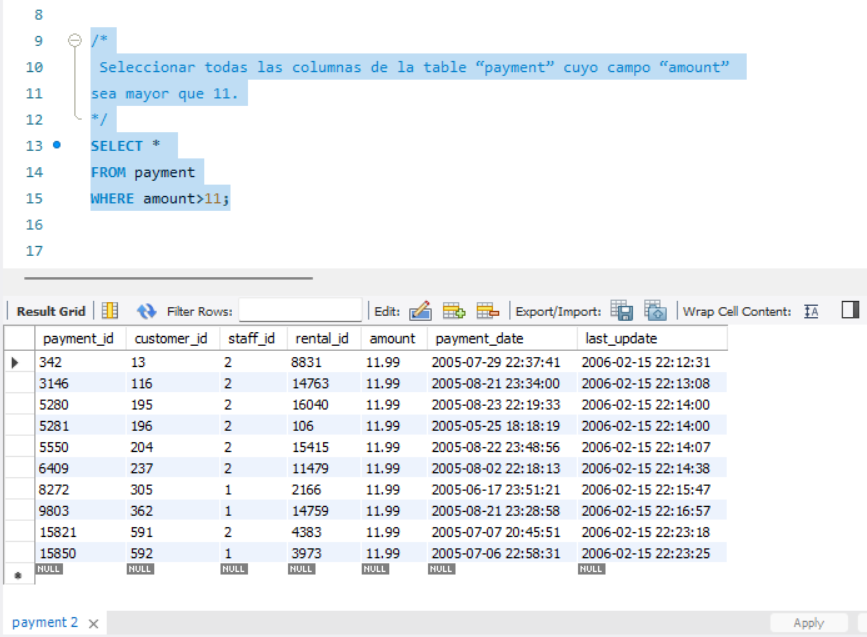 8
9 /*
10 Seleccionar todas las columnas de la table “payment” cuyo campo “amount”
11 sea mayor que 11.
12 */
13 SELECT *
14 FROM payment
15 WHERE amount>11;
16
17
Result Grid Filter Rows: Edit: Export/Import: Wrap Cell Content: IA
payment_id customer_id staff_id rental_id amount payment_date last_update
342 13 2 8831 11.99 2005-07-29 22:37:41 2006-02-15 22:12:31
3146 116 2 14763 11.99 2005-08-21 23:34:00 2006-02-15 22:13:08
5280 195 2 16040 11.99 2005-08-23 22:19:33 2006-02-15 22:14:00
5281 196 2 106 11.99 2005-05-25 18:18:19 2006-02-15 22:14:00
5550 204 2 15415 11.99 2005-08-22 23:48:56 2006-02-15 22:14:07
6409 237 2 11479 11.99 2005-08-02 22:18:13 2006-02-15 22:14:38
8272 305 1 2166 11.99 2005-06-17 23:51:21 2006-02-15 22:15:47
9803 362 1 14759 11.99 2005-08-21 23:28:58 2006-02-15 22:16:57
15821 591 2 4383 11.99 2005-07-07 20:45:51 2006-02-15 22:23:18
15850 592 1 3973 11.99 2005-07-06 22:58:31 2006-02-15 22:23:25
NULL NULL NULL NULL NULL NULL NULL
payment 2 Apply